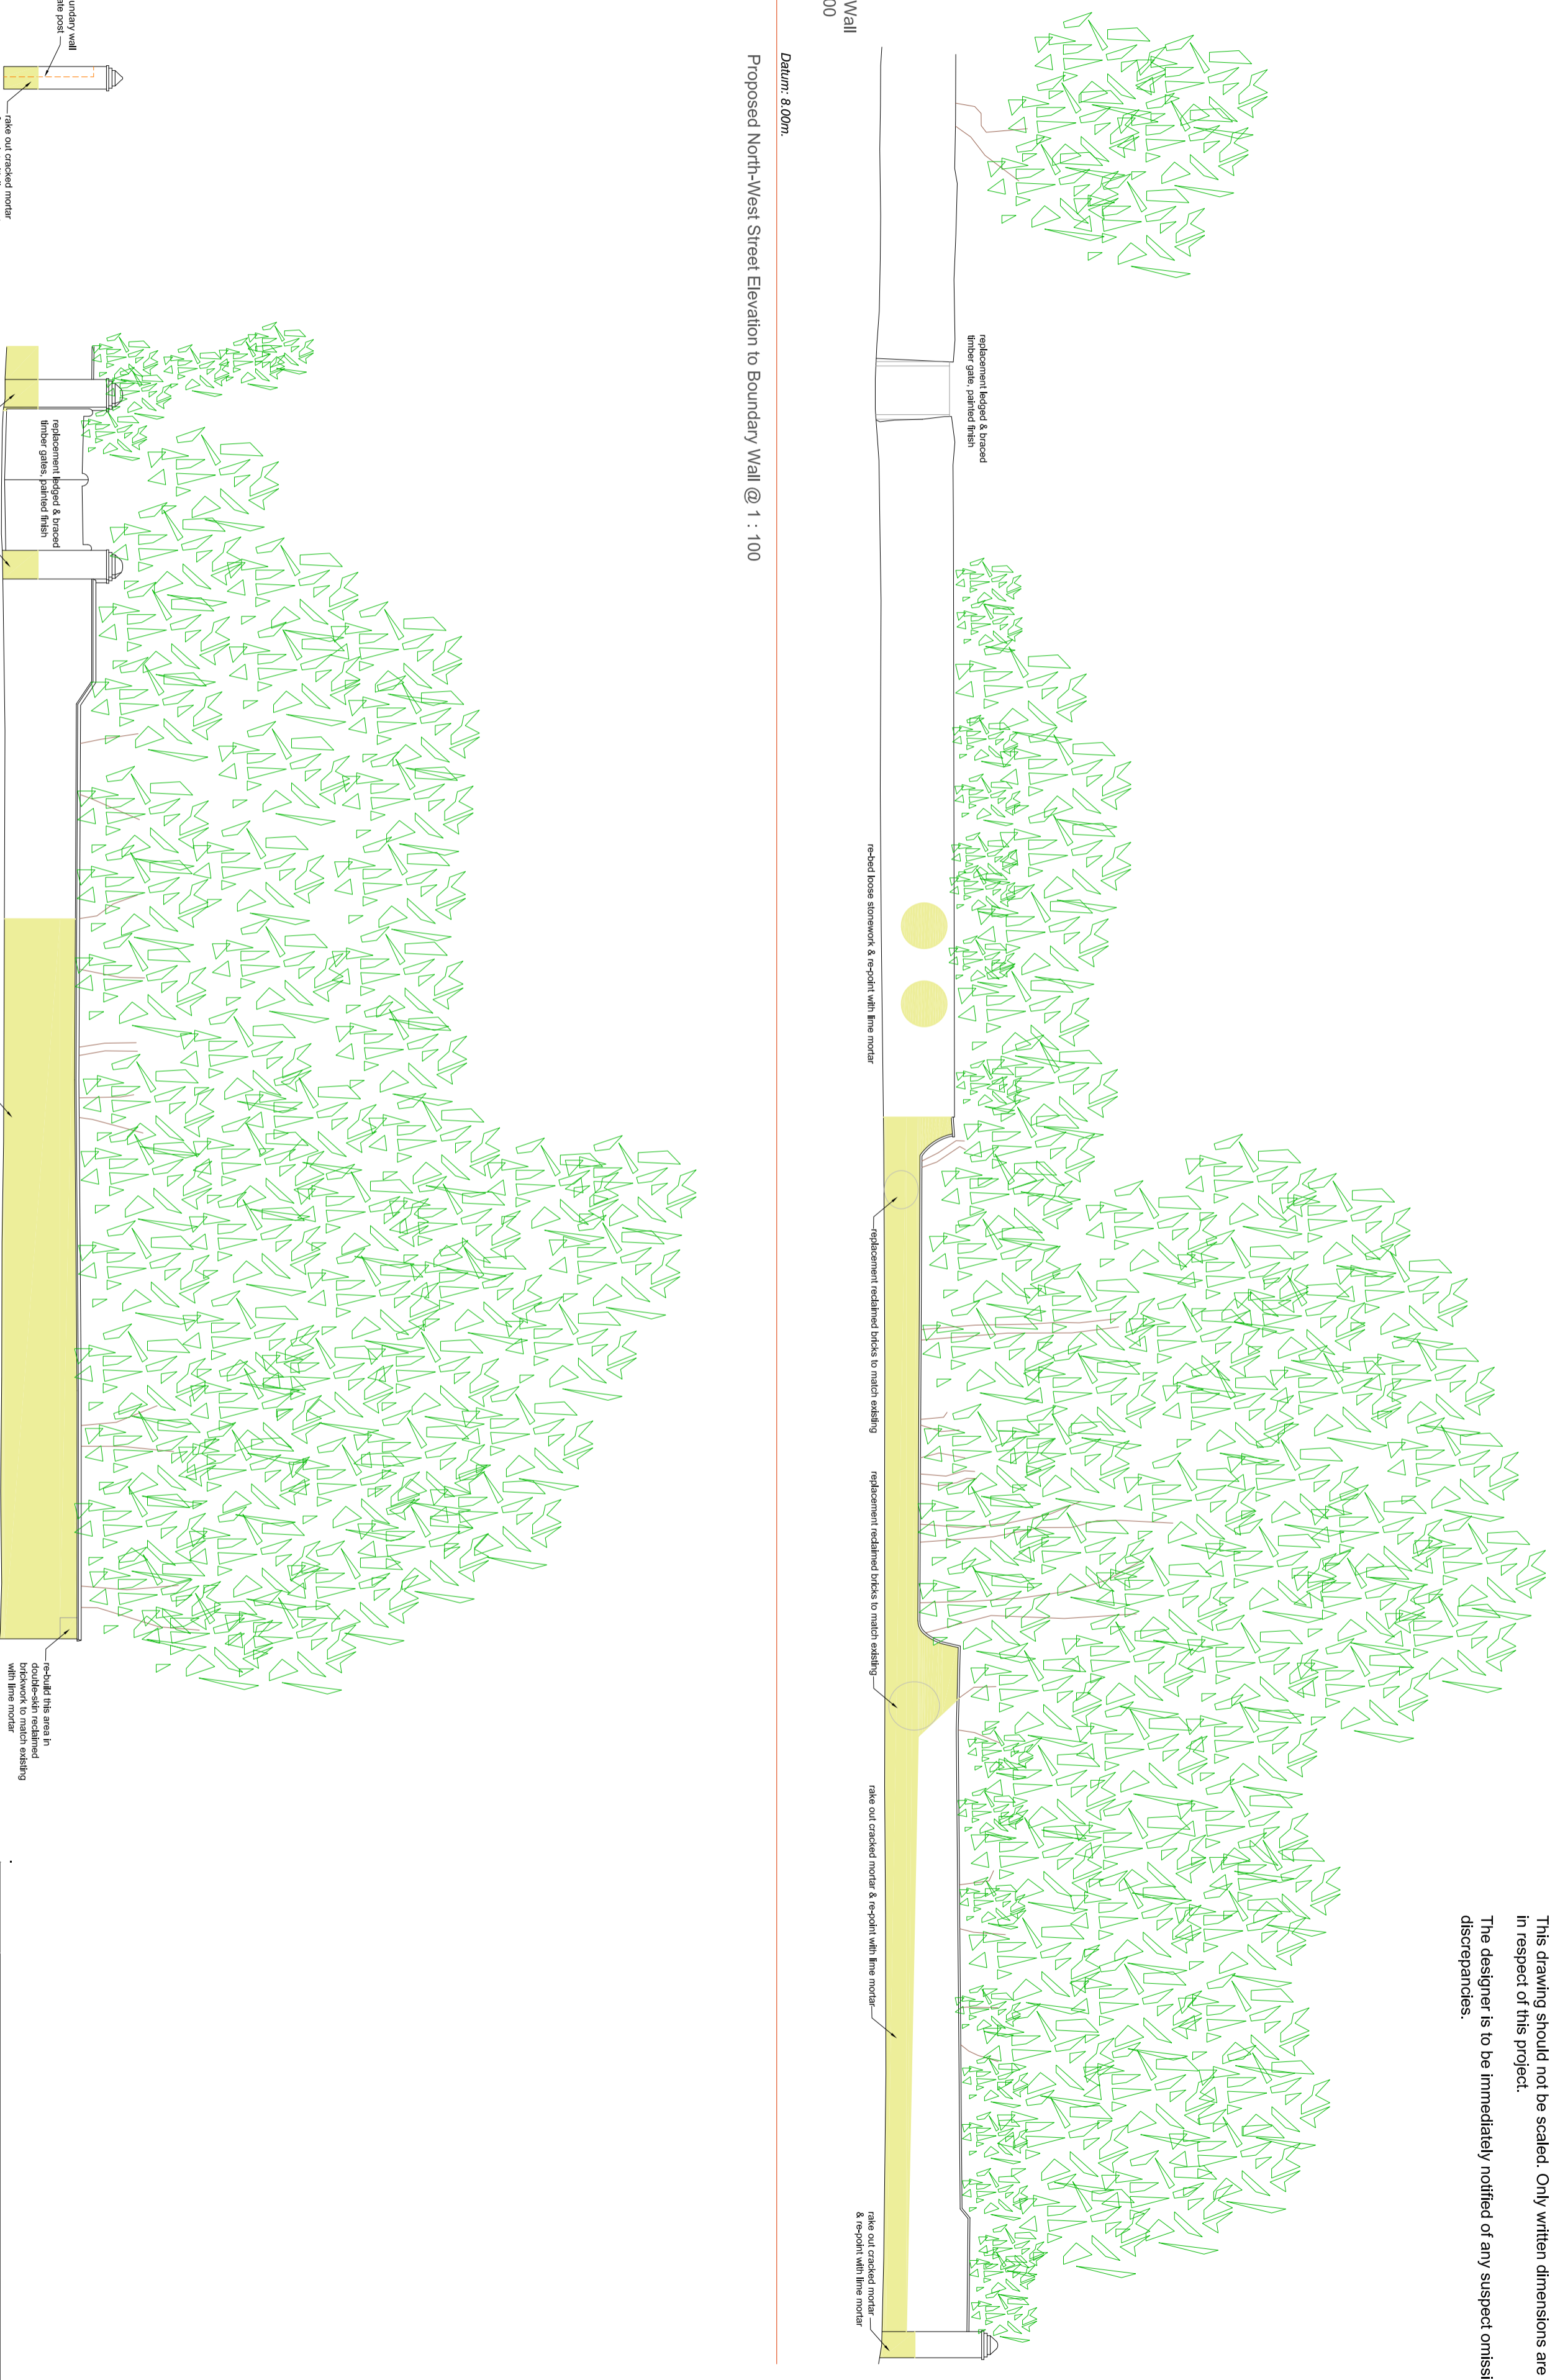 This drawing should not be scaled. Only written dimensions are
in respect of this project.
The designer is to be immediately notified of any suspect omissi
discrepancies.
replacement ledged & braced
timber gate, painted finish
re-bed loose stonework & re-point with lime mortar
replacement reclaimed bricks to match existing
replacement reclaimed bricks to match existing
rake out cracked mortar & re-point with lime mortar
rake out cracked mortar
& re-point with lime mortar
Wall
00
Datum: 8.00m.
Proposed North-West Street Elevation to Boundary Wall @ 1 : 100
undary wall
ate post
rake out cracked mortar
replacement ledged & braced
timber gates, painted finish
re-build this area in
double-skin reclaimed
brickwork to match existing
with lime mortar